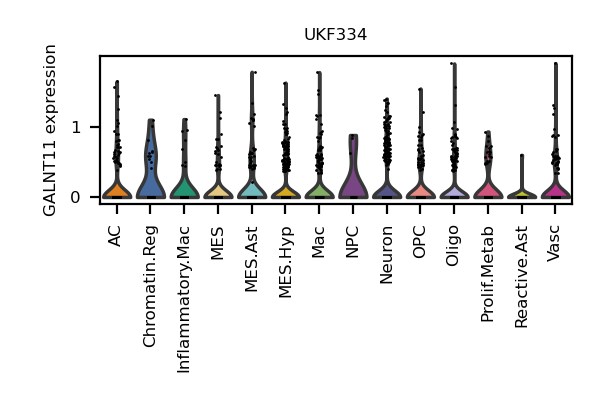 UKF334
GALNT11 expression
1
0
AC
Chromatin.Reg
Inflammatory.Mac
MES
MES.Ast
MES.Hyp
Mac
NPC
Neuron
OPC
Oligo
Prolif.Metab
Reactive.Ast
Vasc